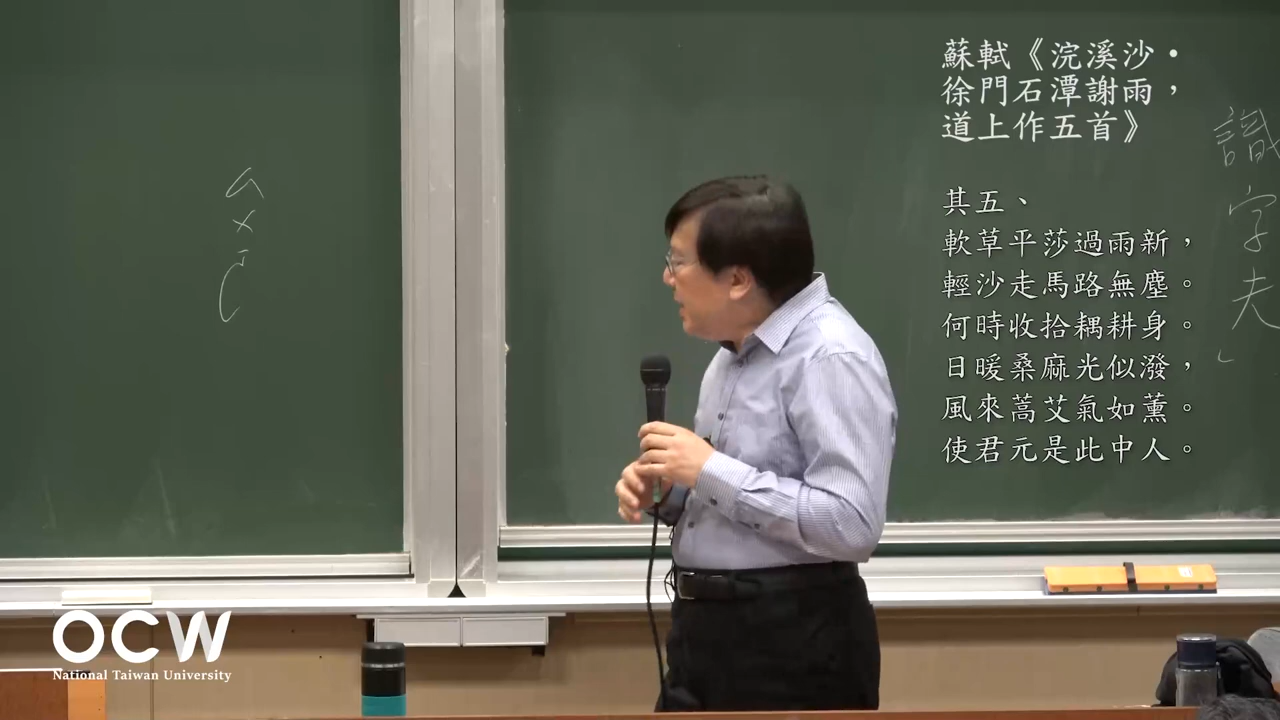 蘇軾《浣溪沙•
徐門石潭謝雨，
道上作五首》
其五、
軟草平莎過雨新，
輕沙走馬路無塵。
何時收拾耦耕身。
日暖桑麻光似潑，
風來蒿艾氣如薰。
使君元是此中人。
識字夫」
OCW
National Taiwan University